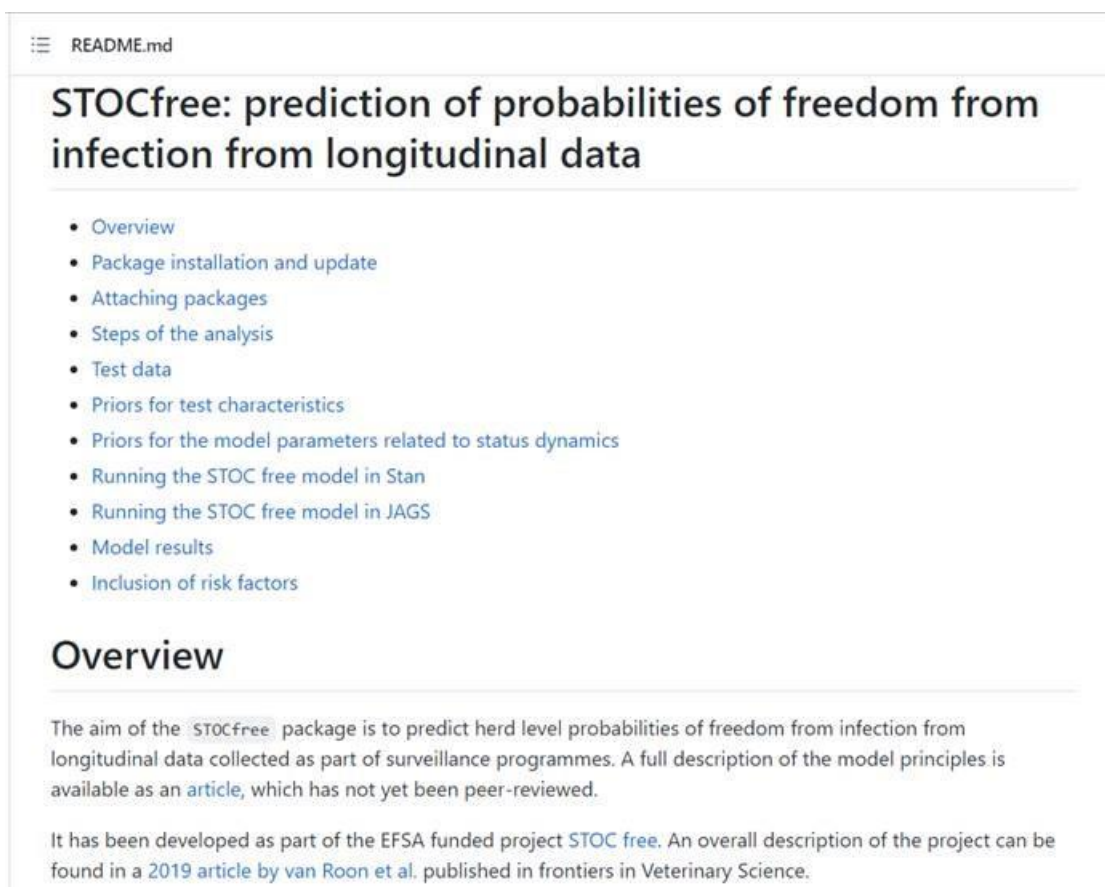 README.md
STOCfree: prediction of probabilities of freedom from
infection from longitudinal data
Overview
Package installation and update
Attaching packages
Steps of the analysis
Test data
Priors for test characteristics
Priors for the model parameters related to status dynamics
Running the STOC free model in Stan
Running the STOC free model in JAGS
Model results
Inclusion of risk factors
Overview
The aim of the STOCfree package is to predict herd level probabilities of freedom from infection from
longitudinal data collected as part of surveillance programmes. A full description of the model principles is
available as an article, which has not yet been peer-reviewed.
It has been developed as part of the EFSA funded project STOC free. An overall description of the project can be
found in a 2019 article by van Roon et al. published in frontiers in Veterinary Science.